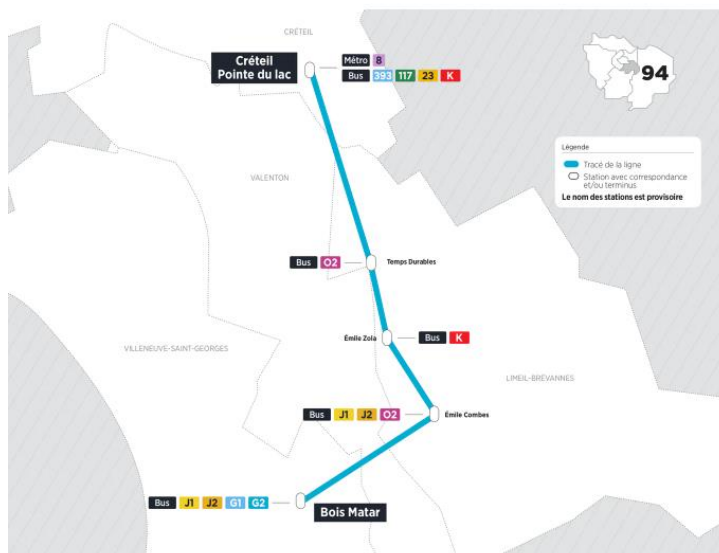 CRÉTEIL
Créteil
Pointe du lac
Métro 8
Bus 393 117 23 K
94
Légende
Tracé de la ligne
Station avec correspondance
et/ou terminus
Le nom des stations est provisoire
VALENTON
Bus O2
Temps Durables
Émile Zola
Bus K
VILLENEUVE-SAINT-GEORGES
LIMEIL-BRÉVANNES
Bus J1 J2 O2
Émile Combes
Bus J1 J2 G1 G2
Bois Matar